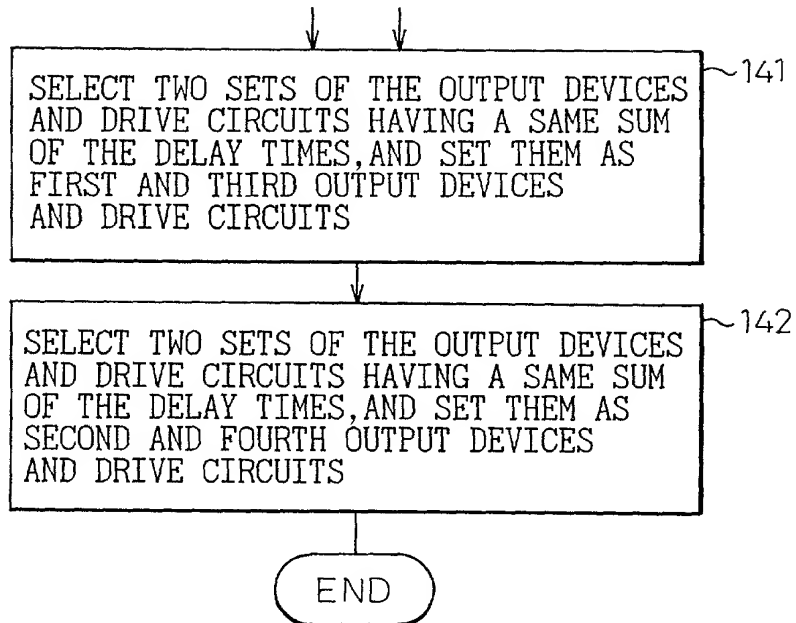 SELECT TWO SETS OF THE OUTPUT DEVICES
AND DRIVE CIRCUITS HAVING A SAME SUM
OF THE DELAY TIMES, AND SET THEM AS
FIRST AND THIRD OUTPUT DEVICES
AND DRIVE CIRCUITS
141
SELECT TWO SETS OF THE OUTPUT DEVICES
AND DRIVE CIRCUITS HAVING A SAME SUM
OF THE DELAY TIMES, AND SET THEM AS
SECOND AND FOURTH OUTPUT DEVICES
AND DRIVE CIRCUITS
142
END